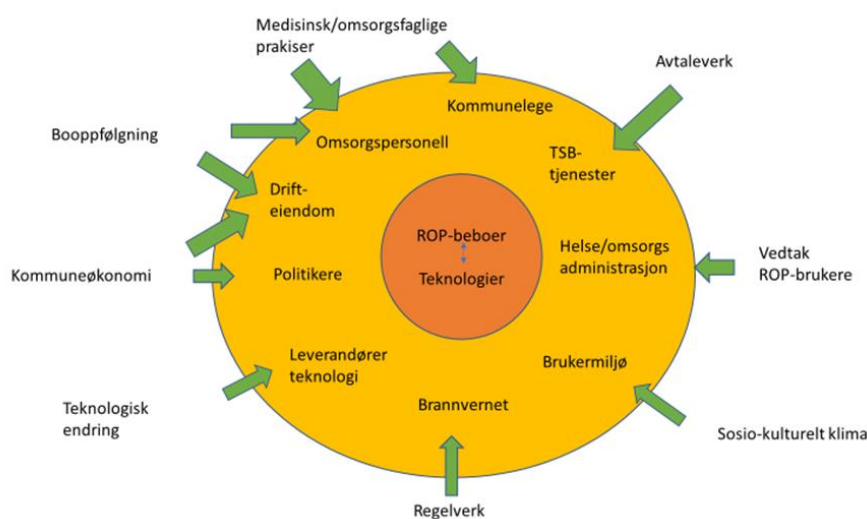 Medisinsk/omsorgsfaglige
prakiser
Avtaleverk
Kommunelege
Booppfølgning
Omsorgspersonell
TSB-
tjenester
Drift-
eiendom
ROP-beboer
Teknologier
Helse/omsorgs
administrasjon
Vedtak
ROP-brukere
Kommuneøkonomi
Politikere
Leverandører
teknologi
Brukermiljø
Brannvernet
Teknologisk
endring
Sosio-kulturelt klima
Regelverk